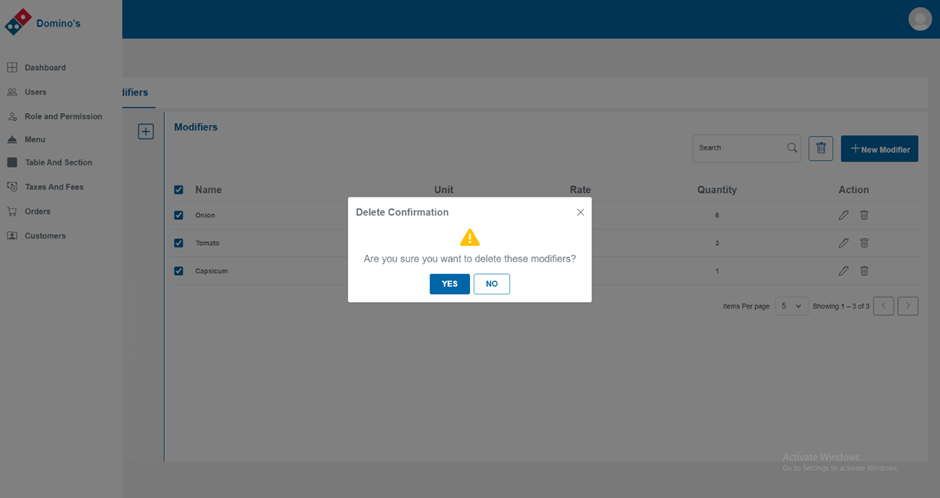 Domino's
Dashboard
Users
Role and Permission
Menu
Table And Section
Taxes And Fees
Orders
Customers
difiers
Modifiers
Search
New Modifier
Name Unit Rate Quantity Action
Onion 6
Tomato 3
Capsicum 1
Delete Confirmation
Are you sure you want to delete these modifiers?
YES NO
Items Per page 5 Showing 1 – 3 of 3
Activate Windows
Go to Settings to activate Windows.